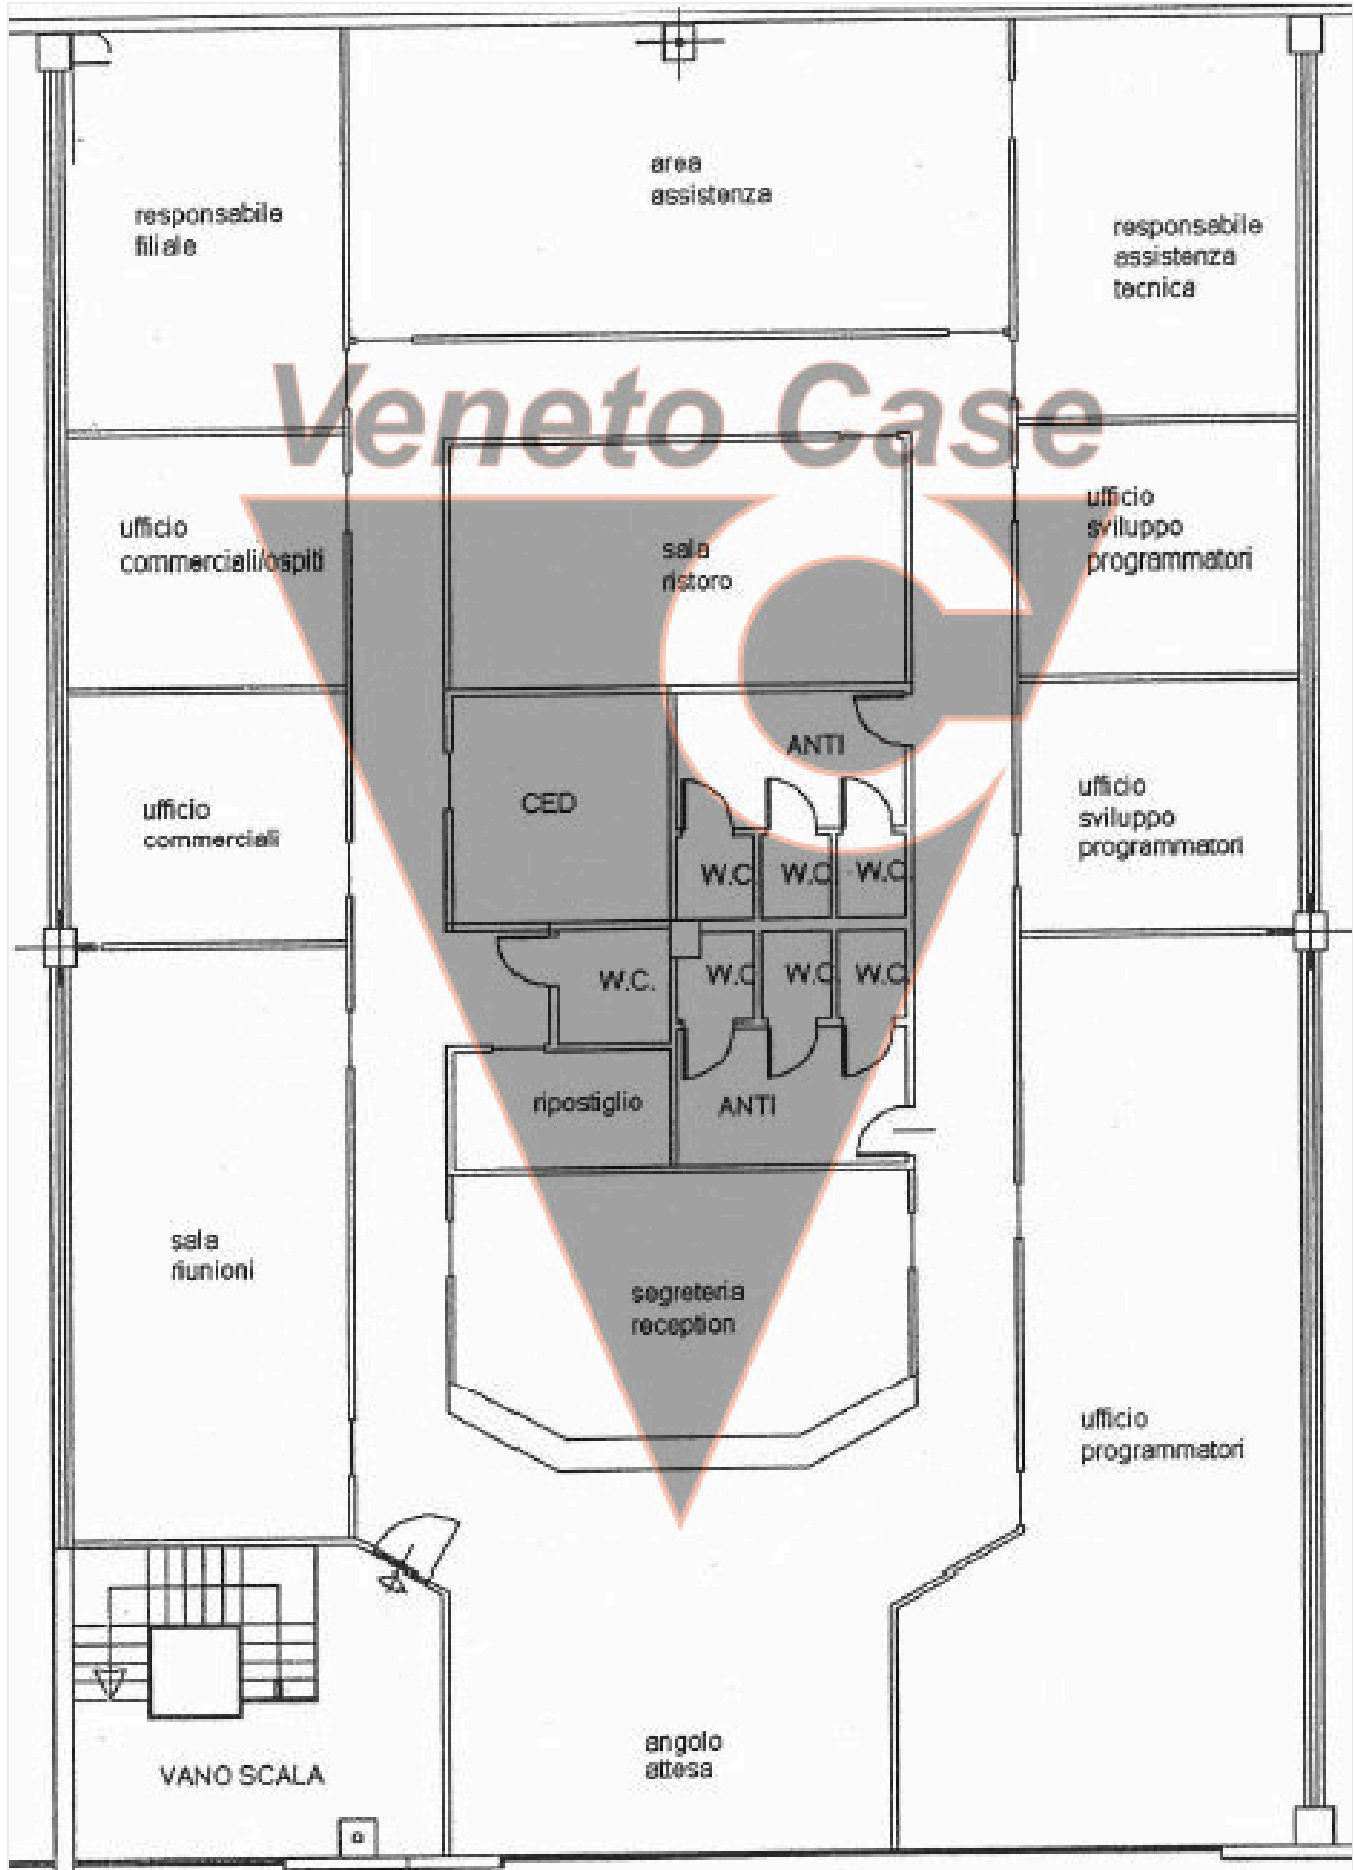 area
assistenza
responsabile
filiale
responsabile
assistenza
tecnica
Veneto Case
ufficio
commerciali/ospiti
sala
ristoro
ufficio
sviluppo
programmatori
ANTI
CED
ufficio
commerciali
ufficio
sviluppo
programmatori
W.C. W.C. W.C.
W.C. W.C. W.C. W.C.
ripostiglio
ANTI
sala
riunioni
segreteria
reception
ufficio
programmatori
angolo
attesa
VANO SCALA